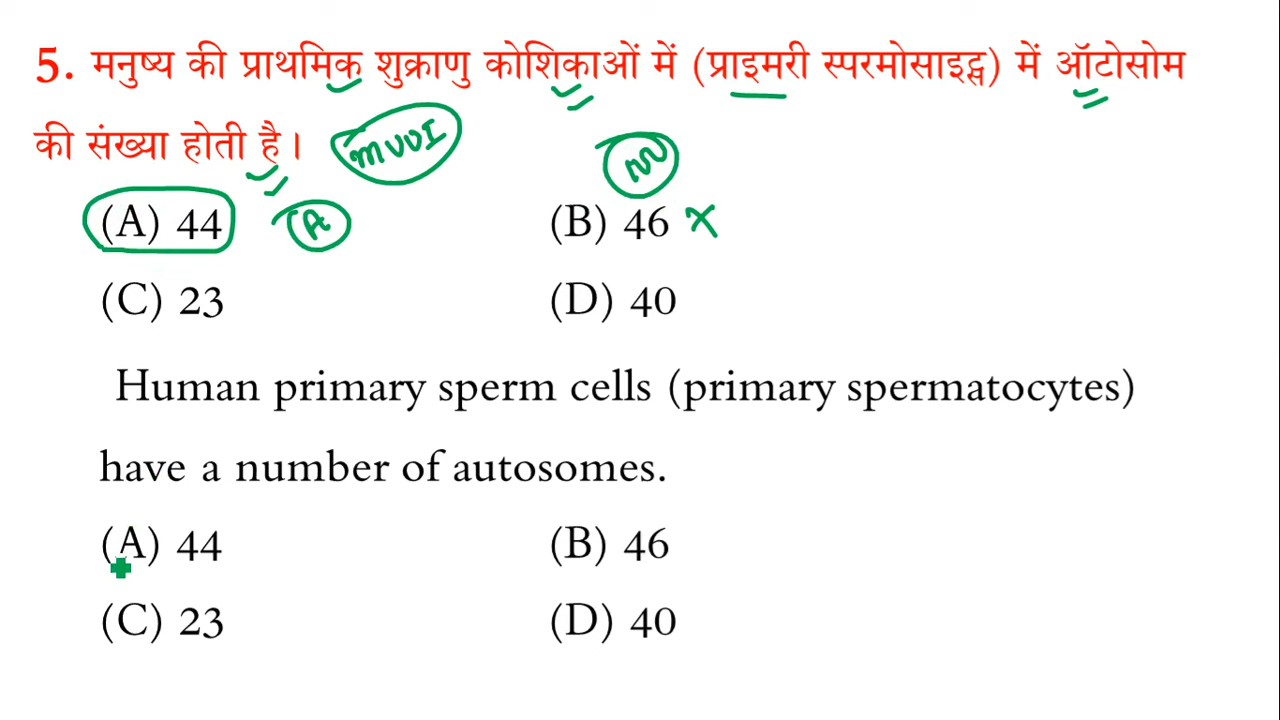 5. मनुष्य की प्राथमिक शुक्राणु कोशिकाओं में (प्राइमरी स्परमोसाइट्स) में ऑटोसोम
की संख्या होती है। mvvI
(A) 44 A (B) 46 x
(C) 23 (D) 40
Human primary sperm cells (primary spermatocytes)
have a number of autosomes.
(A) 44 (B) 46
(C) 23 (D) 40